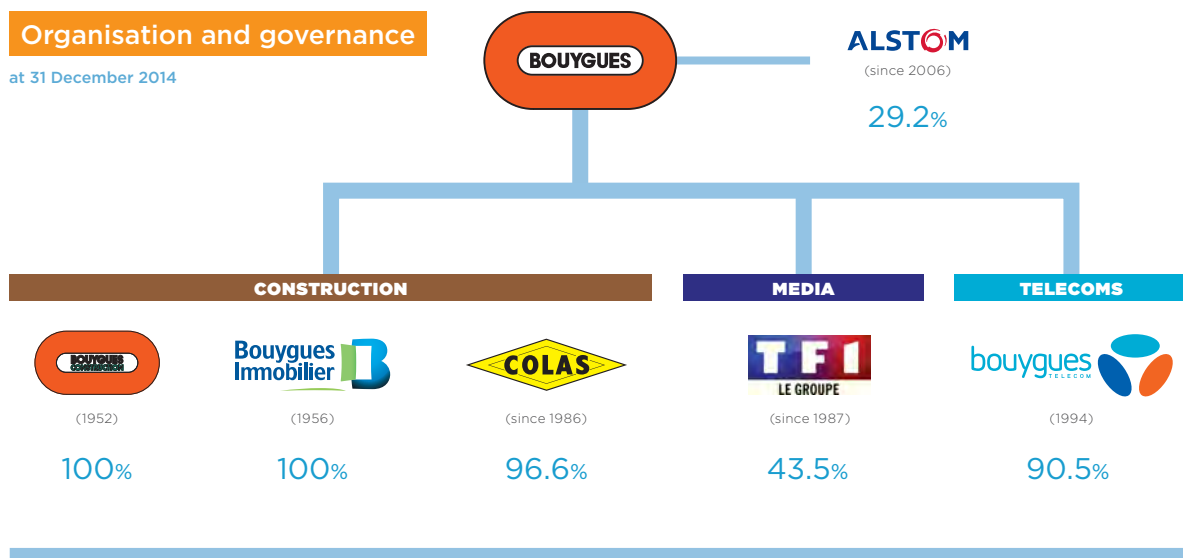 Organisation and governance
at 31 December 2014
BOUYGUES
ALSTOM
(since 2006)
29.2%
CONSTRUCTION
MEDIA
TELECOMS
BOUYGUES
CONSTRUCTION
Bouygues
Immobilier
COLAS
TF1
LE GROUPE
bouygues
TELECOM
(1952)
(1956)
(since 1986)
(since 1987)
(1994)
100%
100%
96.6%
43.5%
90.5%